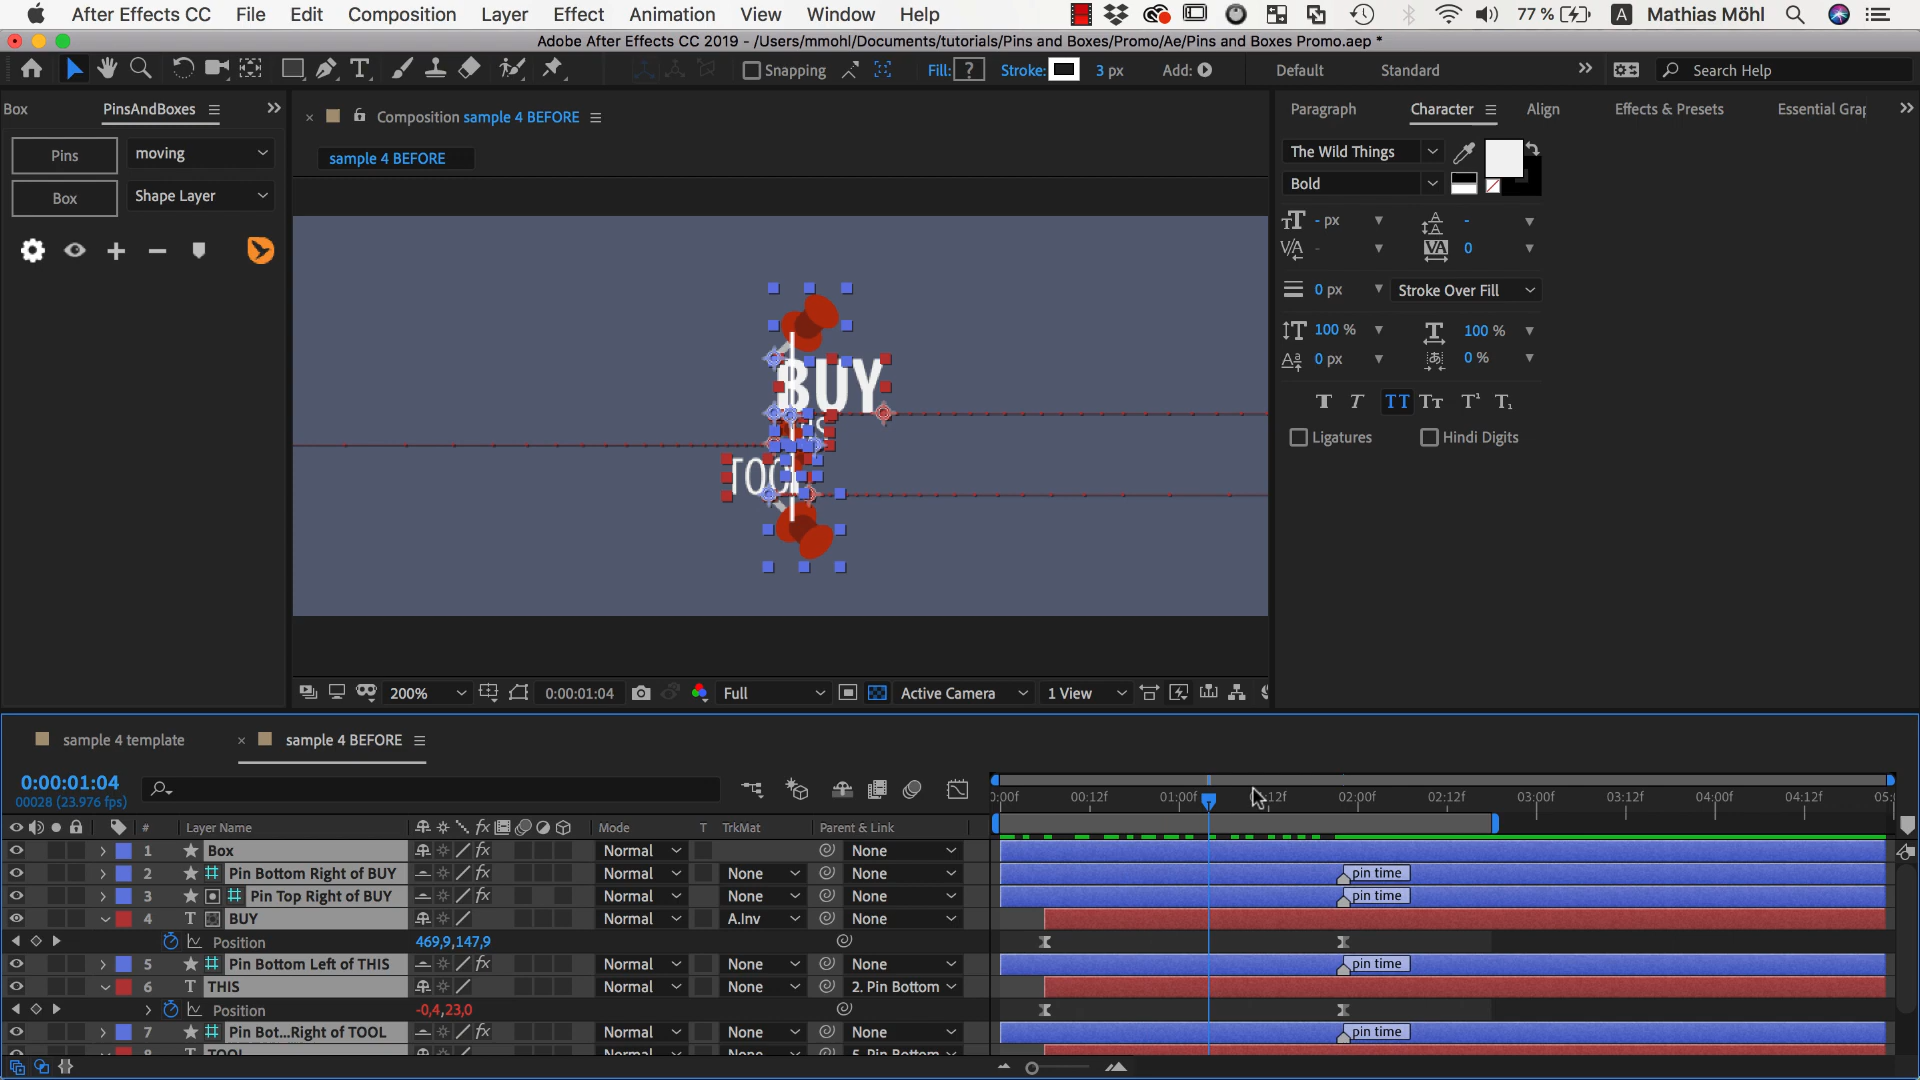 After Effects CC File Edit Composition Layer Effect Animation View Window Help 77 % A Mathias Möhl
Adobe After Effects CC 2019 - /Users/mmohl/Documents/tutorials/Pins and Boxes/Promo/Ae/Pins and Boxes Promo.aep *
Snapping Fill: ? Stroke: 3 px Add: Default Standard Search Help
Box PinsAndBoxes
Composition sample 4 BEFORE
Paragraph Character Align Effects & Presets Essential Grap
Pins moving
Box Shape Layer
sample 4 BEFORE
The Wild Things
Bold
- px -
- 0
0 px Stroke Over Fill
100 % 100 %
0 px 0 %
Ligatures Hindi Digits
BUY
TOOL
200% 0:00:01:04 Full Active Camera 1 View
sample 4 template sample 4 BEFORE
0:00:01:04
00028 (23.976 fps)
0:00f 00:12f 01:00f 02:00f 02:12f 03:00f 03:12f 04:00f 04:12f 05:
# Layer Name Mode T TrkMat Parent & Link
1 Box Normal None
2 Pin Bottom Right of BUY Normal None None pin time
3 Pin Top Right of BUY Normal None None pin time
4 T BUY Normal A.Inv None
Position 469,9,147,9
5 Pin Bottom Left of THIS Normal None None pin time
6 T THIS Normal None 2. Pin Bottom
Position -0,4,23,0
7 Pin Bot...Right of TOOL Normal None None pin time
8 T TOOL Normal None 5. Pin Bottom